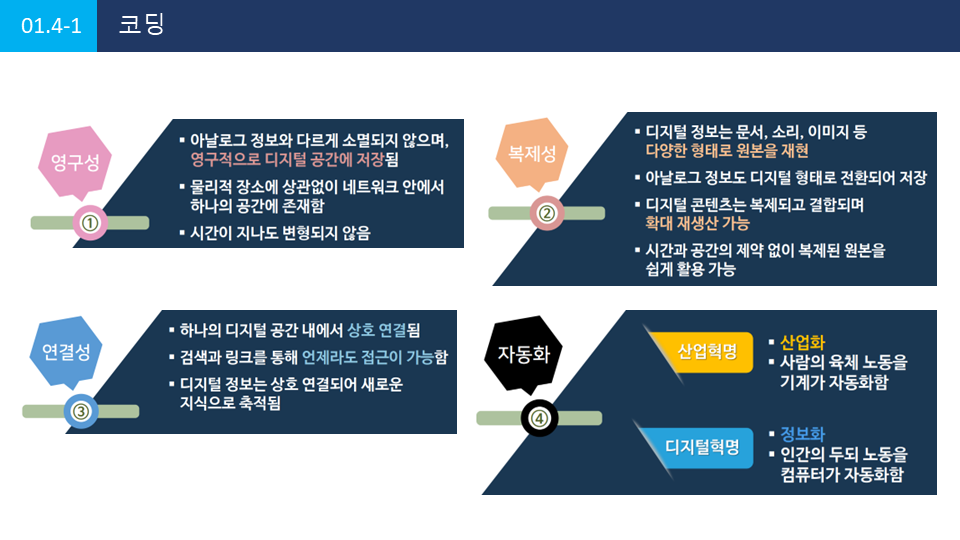 01.4-1
코딩
영구성
①
▪ 아날로그 정보와 다르게 소멸되지 않으며,
영구적으로 디지털 공간에 저장됨
▪ 물리적 장소에 상관없이 네트워크 안에서
하나의 공간에 존재함
▪ 시간이 지나도 변형되지 않음
복제성
②
▪ 디지털 정보는 문서, 소리, 이미지 등
다양한 형태로 원본을 재현
▪ 아날로그 정보도 디지털 형태로 전환되어 저장
▪ 디지털 콘텐츠는 복제되고 결합되며
확대 재생산 가능
▪ 시간과 공간의 제약 없이 복제된 원본을
쉽게 활용 가능
연결성
③
▪ 하나의 디지털 공간 내에서 상호 연결됨
▪ 검색과 링크를 통해 언제라도 접근이 가능함
▪ 디지털 정보는 상호 연결되어 새로운
지식으로 축적됨
자동화
④
산업혁명
▪ 산업화
▪ 사람의 육체 노동을
기계가 자동화함
디지털혁명
▪ 정보화
▪ 인간의 두되 노동을
컴퓨터가 자동화함